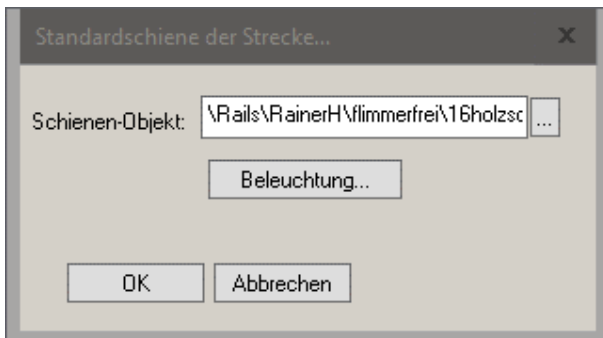 Standardschiene der Strecke...
Schienen-Objekt: \Rails\RainerH\flimmerfrei\16holzsc ...
Beleuchtung...
OK Abbrechen